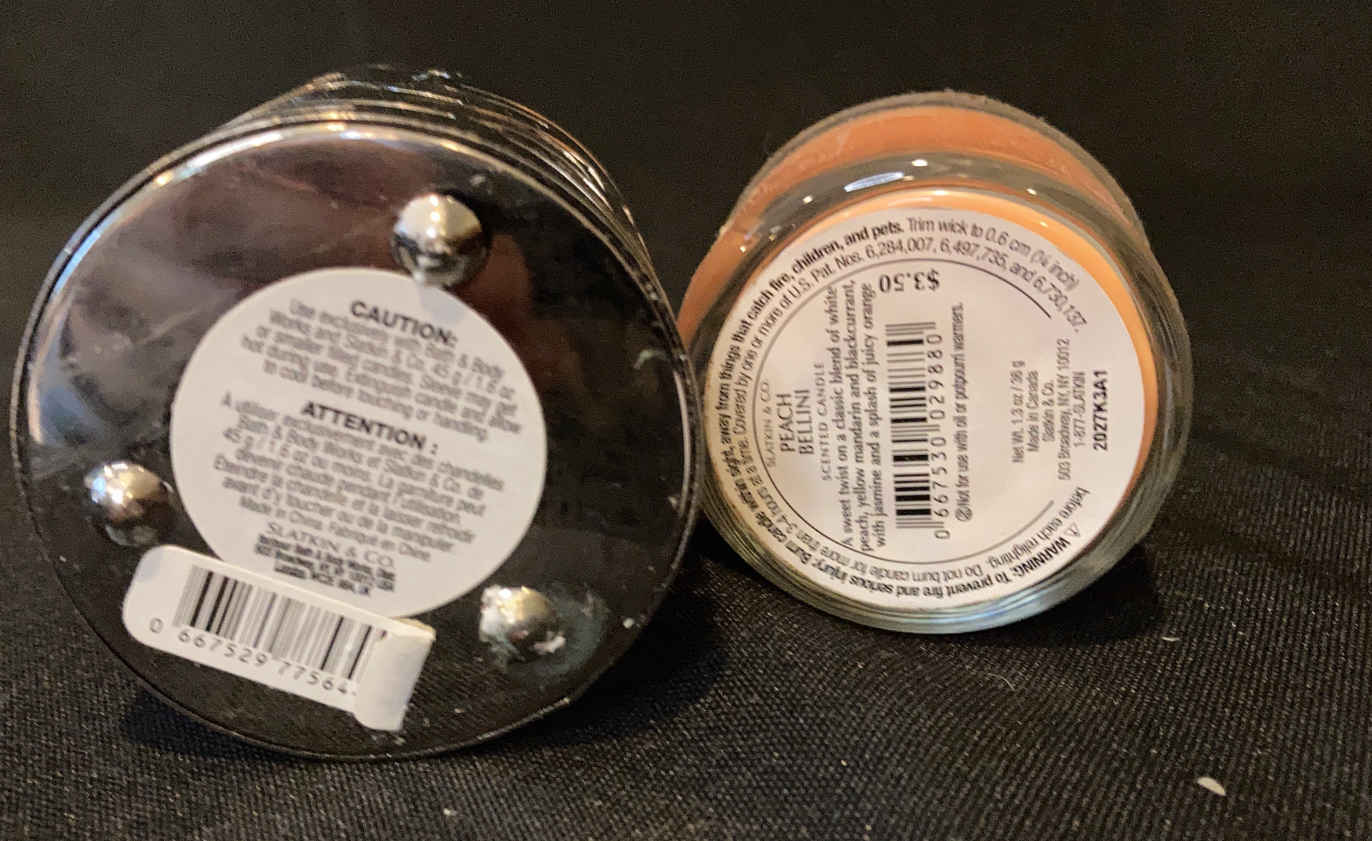 CAUTION:
Use exclusively with Bath & Body
Works and Slatkin & Co. 45 g / 1.6 oz
or smaller candles. Sleeve may get
hot during use. Extinguish candle and allow
to cool before touching or handling.
ATTENTION :
À utiliser exclusivement avec des chandelles
Bath & Body Works et Slatkin & Co. de
45 g / 1.6 oz ou moins. La garniture peut
devenir chaude pendant l'utilisation.
Éteindre la chandelle et laisser refroidir
avant d'y toucher ou de la manipuler.
Made in China Fabriqué en Chine
SLATKIN & CO.
0 667529 77564
⚠ WARNING: To prevent fire and serious injury: Burn candle within sight, away from things that catch fire, children, and pets. Trim wick to 0.6 cm (¼ inch)
before each relighting. Do not burn candle for more than 3-4 hours at a time. Covered by one or more of U.S. Pat. Nos. 6,284,007, 6,497,735, and 6,730,137.
SLATKIN & CO
PEACH
BELLINI
SCENTED CANDLE
A sweet twist on a classic blend of white
peach, yellow mandarin and blackcurrant,
with jasmine and a splash of juicy orange
$3.50
0 667530 029880
Not for use with oil or potpourri warmers.
Net Wt. 1.3 oz / 36 g
Made in Canada
Slatkin & Co.
503 Broadway, NY, NY 10012
1-877-SLATKIN
2027K3A1